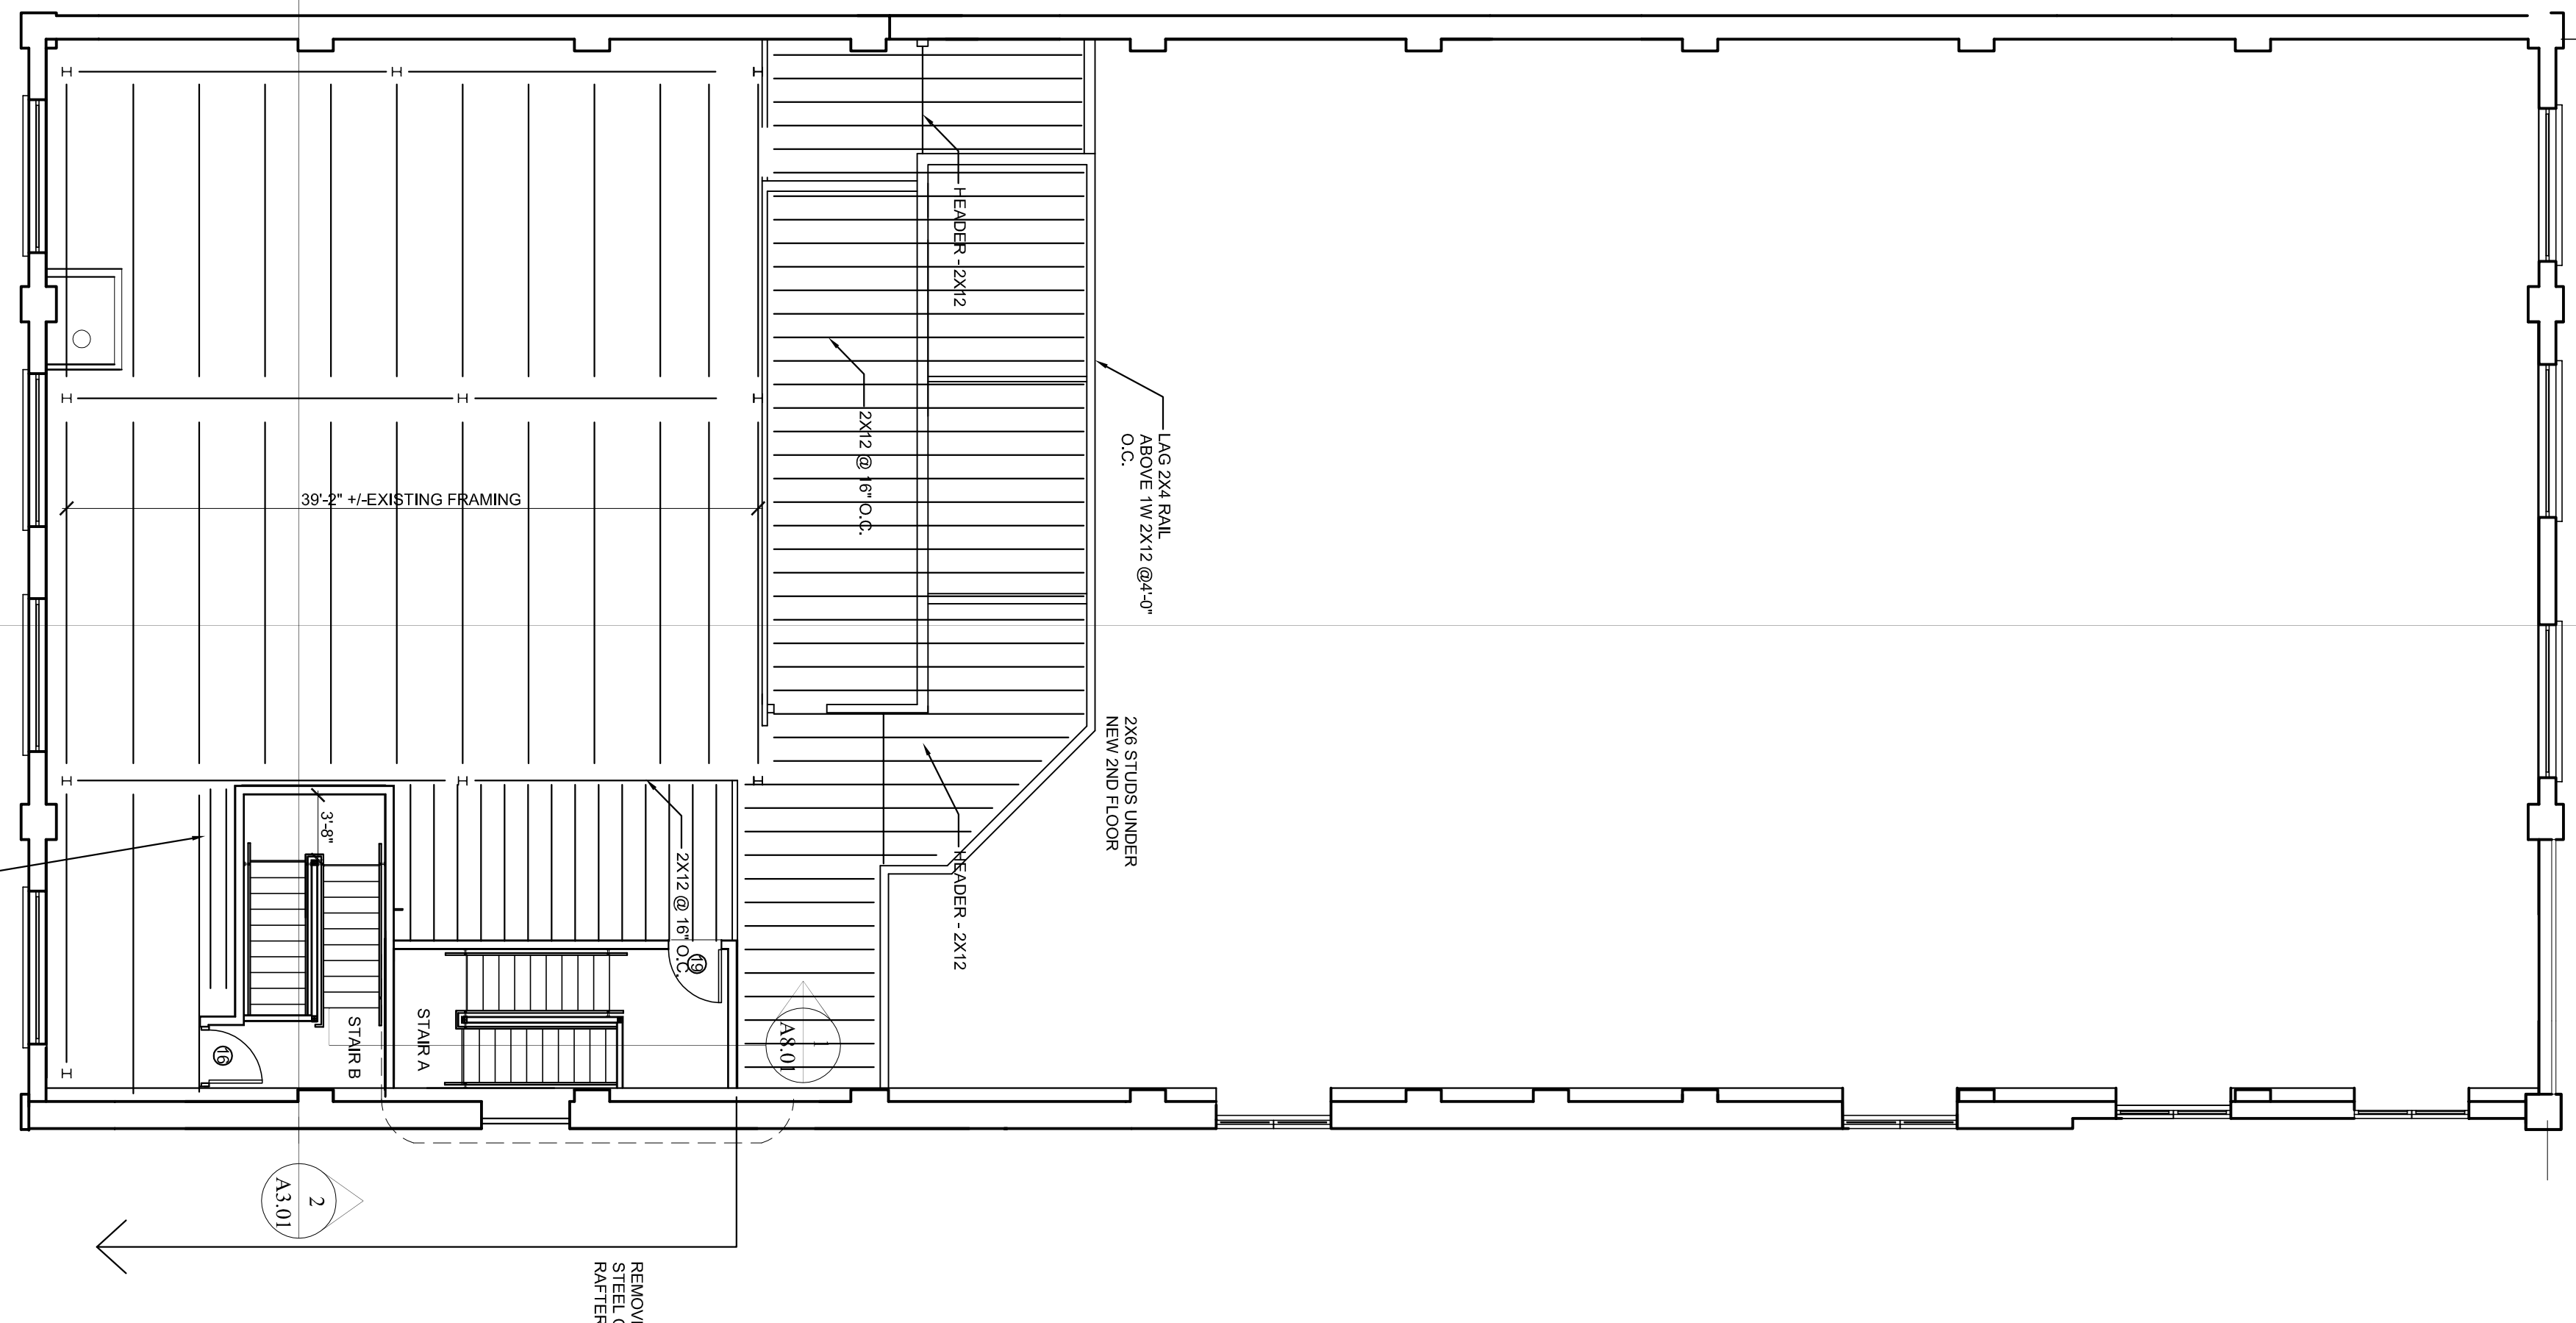 HEADER - 2X12
2X12 @ 16" O.C.
LAG 2X4 RAIL
ABOVE 1W 2X12 @4'-0"
O.C.
39'-2" +/-EXISTING FRAMING
2X6 STUDS UNDER
NEW 2ND FLOOR
HEADER - 2X12
2X12 @ 16" O.C.
3'-8"
19
16
STAIR B
STAIR A
1
A8.01
2
A3.01
STEEL